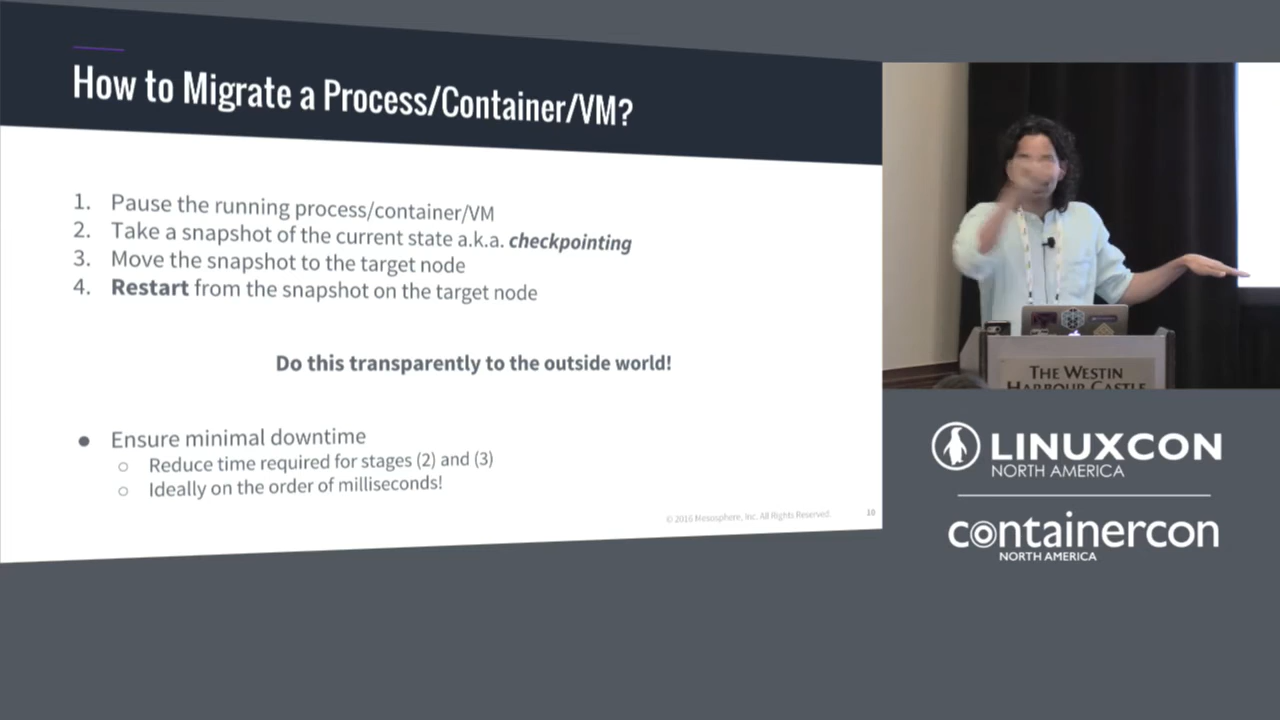 How to Migrate a Process/Container/VM?
1. Pause the running process/container/VM
2. Take a snapshot of the current state a.k.a. checkpointing
3. Move the snapshot to the target node
4. Restart from the snapshot on the target node
Do this transparently to the outside world!
● Ensure minimal downtime
○ Reduce time required for stages (2) and (3)
○ Ideally on the order of milliseconds!
© 2016 Mesosphere, Inc. All Rights Reserved.
10
THE WESTIN
HARBOUR CASTLE
LINUXCON
NORTH AMERICA
containercon
NORTH AMERICA